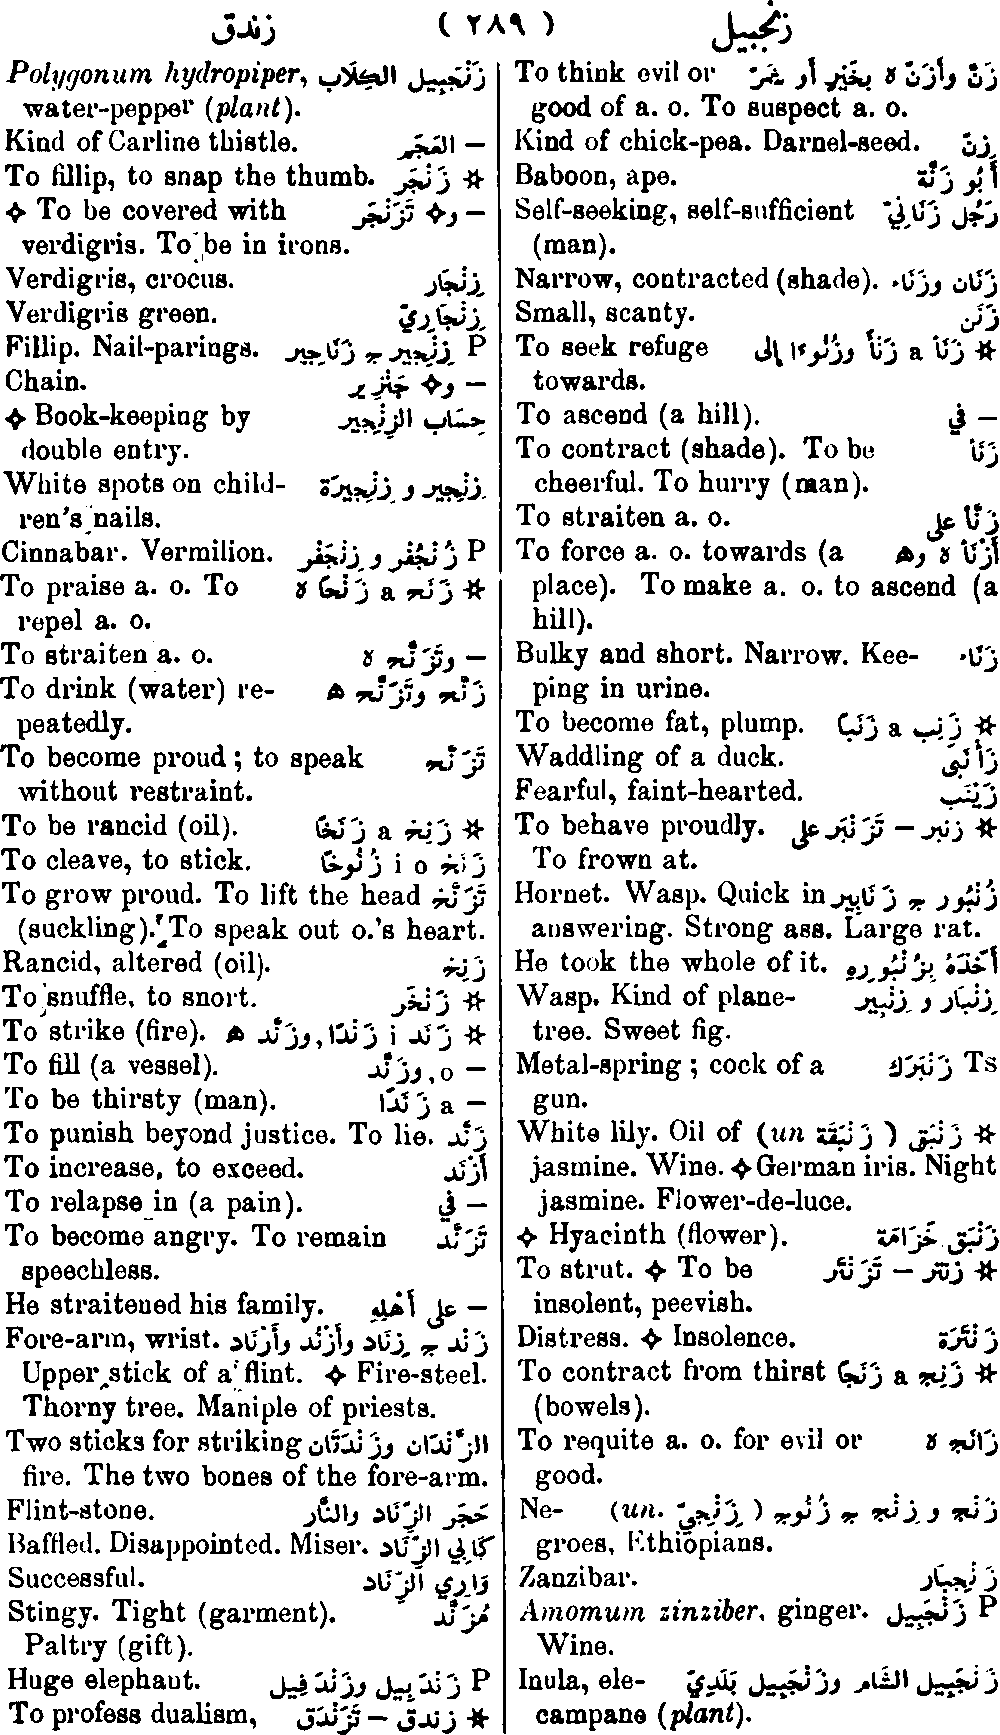 زندق ( ٢٨٩ ) زنجبيل
To think evil or زَنَّ وأَزَنَّ ه بِخَيْر أَو شَرّ
good of a. o. To suspect a. o.
Kind of chick-pea. Darnel-seed. زِنّ
Baboon, ape. أَبُو زَنَّة
Self-seeking, self-sufficient رَجُل زَنَانِيّ
(man).
Narrow, contracted (shade). زَنَان وزَنَاء
Small, scanty. زَنَن
To seek refuge ✲ زَنَأَ a زَنْأً وزُنُوءًا إِلى
towards.
To ascend (a hill). – في
To contract (shade). To be زَنَأَ
cheerful. To hurry (man).
To straiten a. o. زَنَّأَ على
To force a. o. towards (a أَزْنَأَ ه وهـ
place). To make a. o. to ascend (a
hill).
Bulky and short. Narrow. Kee- زَنَاء
ping in urine.
To become fat, plump. ✲ زَنِب a زَنَبًا
Waddling of a duck. زَأْنَبَى
Fearful, faint-hearted. زَيْنَب
To behave proudly. ✲ زنبر – تَزَنْبَر على
To frown at.
Hornet. Wasp. Quick in زُنْبُور ج زَنَابِير
answering. Strong ass. Large rat.
He took the whole of it. أَخَذَهُ بِزُنْبُورِهِ
Wasp. Kind of plane- زِنْبَار و زِنْبِير
tree. Sweet fig.
Metal-spring ; cock of a Ts زَنْبَرَك
gun.
White lily. Oil of (un زَنْبَقَة ) ✲ زَنْبَق
jasmine. Wine. ✧ German iris. Night
jasmine. Flower-de-luce.
✧ Hyacinth (flower). زَنْبَق خَزَامَة
To strut. ✧ To be ✲ زنتر – تَزَنْتَر
insolent, peevish.
Distress. ✧ Insolence. زَنْتَرَة
To contract from thirst ✲ زَنِج a زَنَجًا
(bowels).
To requite a. o. for evil or زَانَج ه
good.
Ne- (un. زَنْجِيّ ) زَنْج و زِنْج ج زُنُوج
groes, Ethiopians.
Zanzibar. زَنْجِبَار
Amomum zinziber, ginger. P زَنْجَبِيل
Wine.
Inula, ele- زَنْجَبِيل الشَّام وزَنْجَبِيل بَلَدِيّ
campane (plant).
Polygonum hydropiper, زَنْجَبِيل الكِلَاب
water-pepper (plant).
Kind of Carline thistle. – العَجَر
To fillip, to snap the thumb. ✲ زَنْجَر
✧ To be covered with – و✧ تَزَنْجَر
verdigris. To be in irons.
Verdigris, crocus. زِنْجَار
Verdigris green. زِنْجَارِيّ
Fillip. Nail-parings. P زِنْجِير ج زَنَاجِير
Chain. – و✧ جَنْزِير
✧ Book-keeping by حِسَاب الزِنْجِير
double entry.
White spots on child- زِنْجِير و زِنْجِيرَة
ren's nails.
Cinnabar. Vermilion. P زُنْجُفْر و زِنْجَفْر
To praise a. o. To ✲ زَنَح a زَنْحًا ه
repel a. o.
To straiten a. o. – وتَزَنَّح ه
To drink (water) re- زَنَّح وتَزَنَّح هـ
peatedly.
To become proud ; to speak تَزَنَّح
without restraint.
To be rancid (oil). ✲ زَنِخ a زَنَخًا
To cleave, to stick. زَنَخ i o زُنُوخًا
To grow proud. To lift the head تَزَنَّخ
(suckling). To speak out o.'s heart.
Rancid, altered (oil). زَنِخ
To snuffle, to snort. ✲ زَنْخَر
To strike (fire). ✲ زَنَد i زَنْدًا, وزَنَّد هـ
To fill (a vessel). – o, وزَنَّد
To be thirsty (man). – a زَنَدًا
To punish beyond justice. To lie. زَنَّد
To increase, to exceed. أَزْنَد
To relapse in (a pain). – في
To become angry. To remain تَزَنَّد
speechless.
He straitened his family. – على أَهْلِهِ
Fore-arm, wrist. زَنْد ج زِنَاد وأَزْنُد وأَزْنَاد
Upper stick of a flint. ✧ Fire-steel.
Thorny tree. Maniple of priests.
Two sticks for striking الزَّنْدَان وزَنْدَتَان
fire. The two bones of the fore-arm.
Flint-stone. حَجَر الزِّنَاد والنَّار
Baffled. Disappointed. Miser. كَابِي الزِّنَاد
Successful. وَارِي الزِّنَاد
Stingy. Tight (garment). مُزَنَّد
Paltry (gift).
Huge elephant. P زَنْدَبِيل وزَنْدَفِيل
To profess dualism, ✲ زندق – تَزَنْدَق